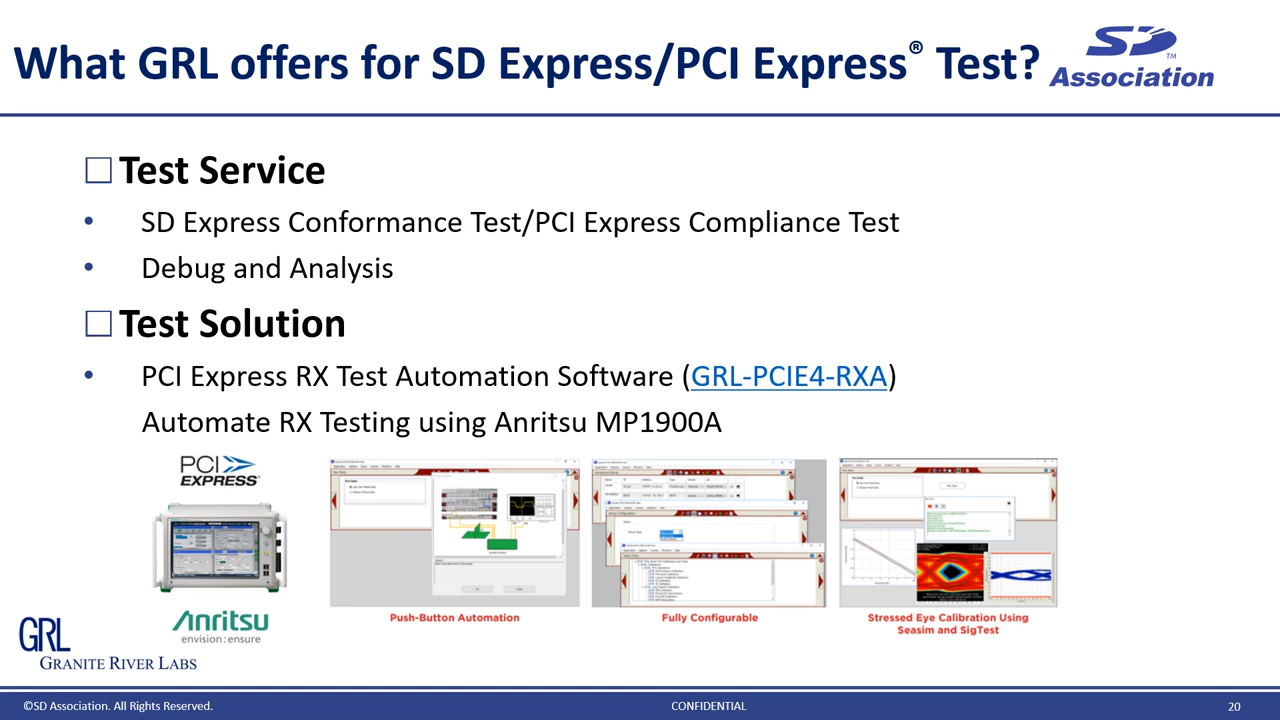 What GRL offers for SD Express/PCI Express® Test?
SD™
Association
Test Service
• SD Express Conformance Test/PCI Express Compliance Test
• Debug and Analysis
Test Solution
• PCI Express RX Test Automation Software (GRL-PCIE4-RXA)
Automate RX Testing using Anritsu MP1900A
PCI
EXPRESS®
Anritsu
envision : ensure
Push-Button Automation
Fully Configurable
Stressed Eye Calibration Using
Seasim and SigTest
GRL
GRANITE RIVER LABS
©SD Association. All Rights Reserved.
CONFIDENTIAL
20